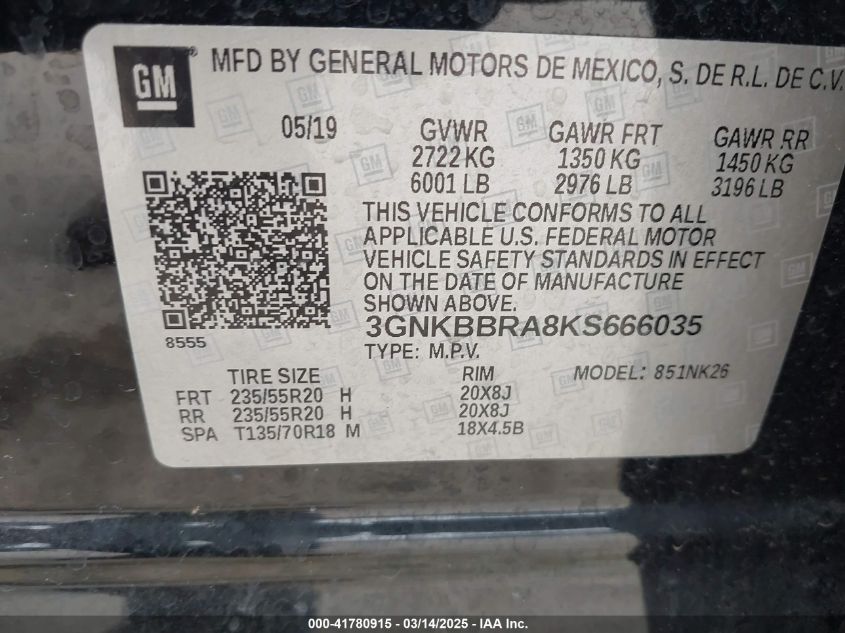 GM® MFD BY GENERAL MOTORS DE MEXICO, S. DE R.L. DE C.V.
05/19 GVWR GAWR FRT GAWR RR
2722 KG 1350 KG 1450 KG
6001 LB 2976 LB 3196 LB
THIS VEHICLE CONFORMS TO ALL
APPLICABLE U.S. FEDERAL MOTOR
VEHICLE SAFETY STANDARDS IN EFFECT
ON THE DATE OF MANUFACTURE
SHOWN ABOVE.
3GNKBBRA8KS666035
8555
TYPE: M.P.V.
TIRE SIZE RIM MODEL: 851NK26
FRT 235/55R20 H 20X8J
RR 235/55R20 H 20X8J
SPA T135/70R18 M 18X4.5B
000-41780915 - 03/14/2025 - IAA Inc.